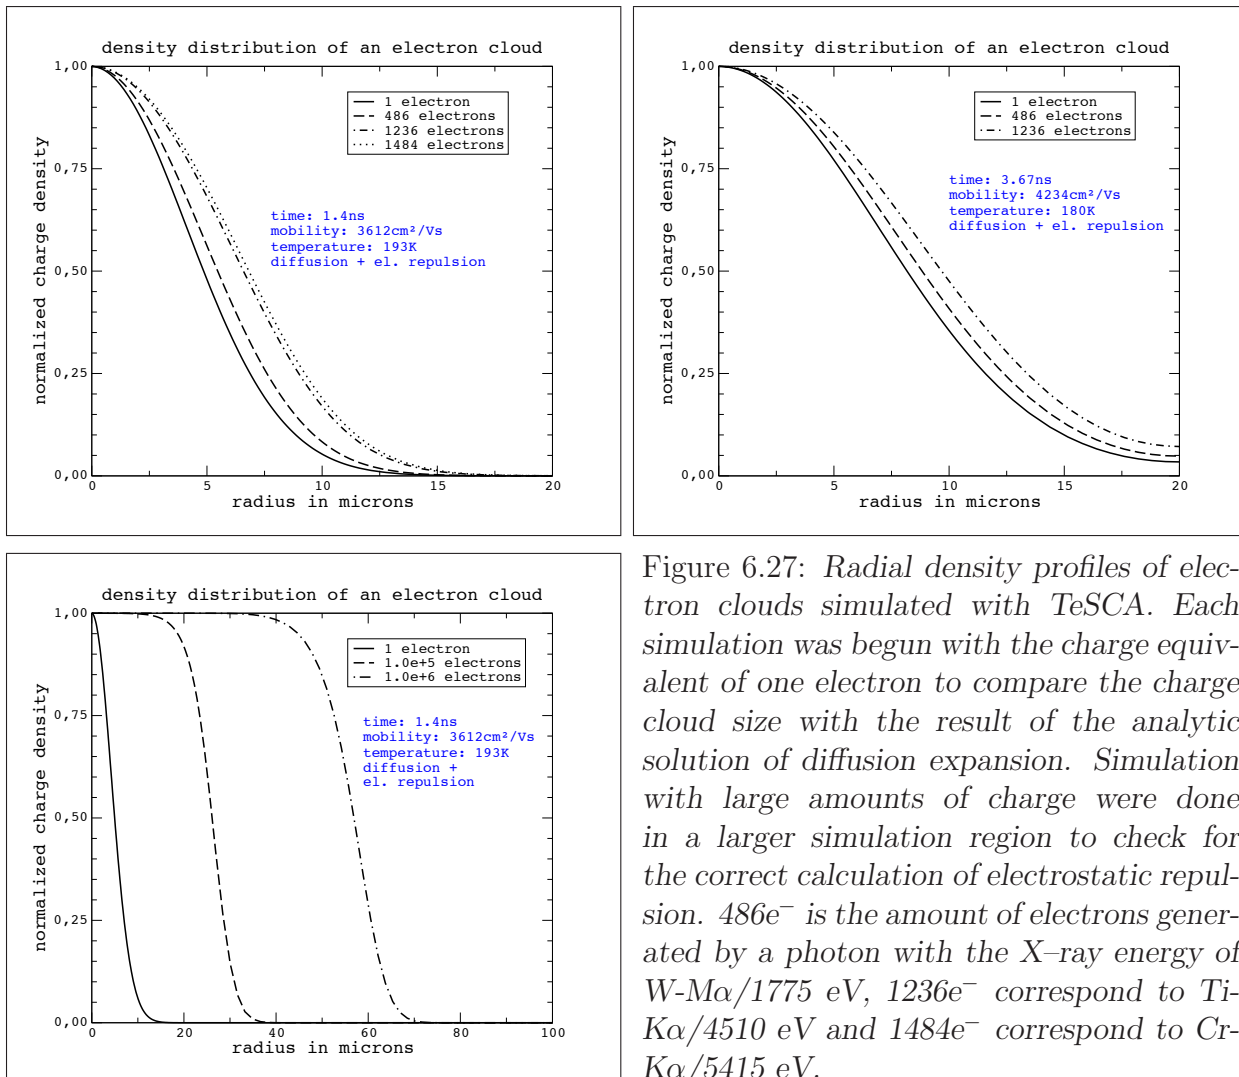 density distribution of an electron cloud
1,00
0,75
0,50
0,25
0,00
normalized charge density
1 electron
486 electrons
1236 electrons
1484 electrons
time: 1.4ns
mobility: 3612cm²/Vs
temperature: 193K
diffusion + el. repulsion
0 5 10 15 20
radius in microns
density distribution of an electron cloud
1,00
0,75
0,50
0,25
0,00
normalized charge density
1 electron
486 electrons
1236 electrons
time: 3.67ns
mobility: 4234cm²/Vs
temperature: 180K
diffusion + el. repulsion
0 5 10 15 20
radius in microns
density distribution of an electron cloud
1,00
0,75
0,50
0,25
0,00
normalized charge density
1 electron
1.0e+5 electrons
1.0e+6 electrons
time: 1.4ns
mobility: 3612cm²/Vs
temperature: 193K
diffusion +
el. repulsion
0 20 40 60 80 100
radius in microns
Figure 6.27: Radial density profiles of elec-
tron clouds simulated with TeSCA. Each
simulation was begun with the charge equiv-
alent of one electron to compare the charge
cloud size with the result of the analytic
solution of diffusion expansion. Simulation
with large amounts of charge were done
in a larger simulation region to check for
the correct calculation of electrostatic repul-
sion. 486e⁻ is the amount of electrons gener-
ated by a photon with the X–ray energy of
W-Mα/1775 eV, 1236e⁻ correspond to Ti-
Kα/4510 eV and 1484e⁻ correspond to Cr-
Kα/5415 eV.